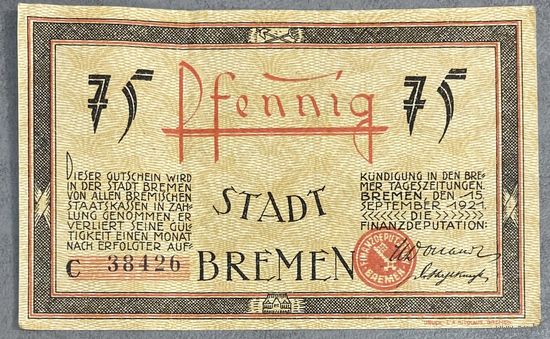 75 Pfennig 75
DIESER GUTSCHEIN WIRD
IN DER STADT BREMEN
VON ALLEN BREMISCHEN
STAATSKASSEN IN ZAH-
LUNG GENOMMEN, ER
VERLIERT SEINE GÜL-
TIGKEIT EINEN MONAT
NACH ERFOLGTER AUF-
C 38426
STADT
BREMEN
KÜNDIGUNG IN DEN BRE-
MER TAGESZEITUNGEN.
BREMEN, DEN 15.
SEPTEMBER 1921
DIE
FINANZDEPUTATION:
FINANZDEPUTATION
BREMEN